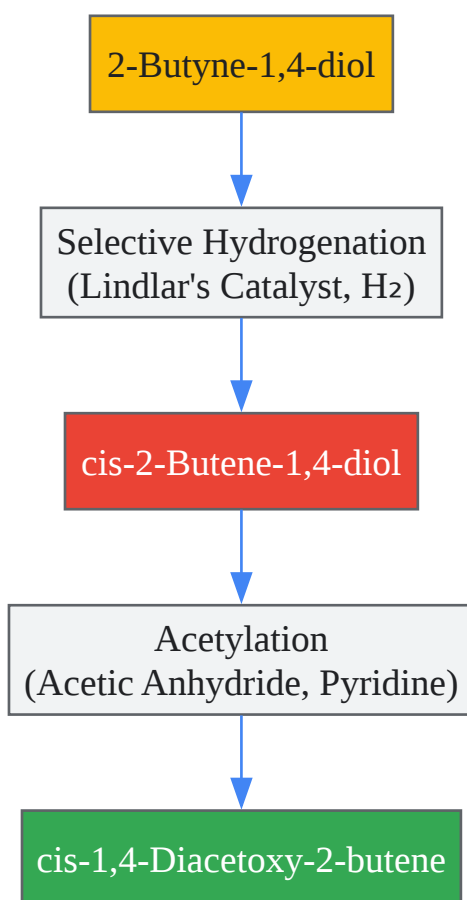 2-Butyne-1,4-diol
Selective Hydrogenation
(Lindlar's Catalyst, H₂)
cis-2-Butene-1,4-diol
Acetylation
(Acetic Anhydride, Pyridine)
cis-1,4-Diacetoxy-2-butene